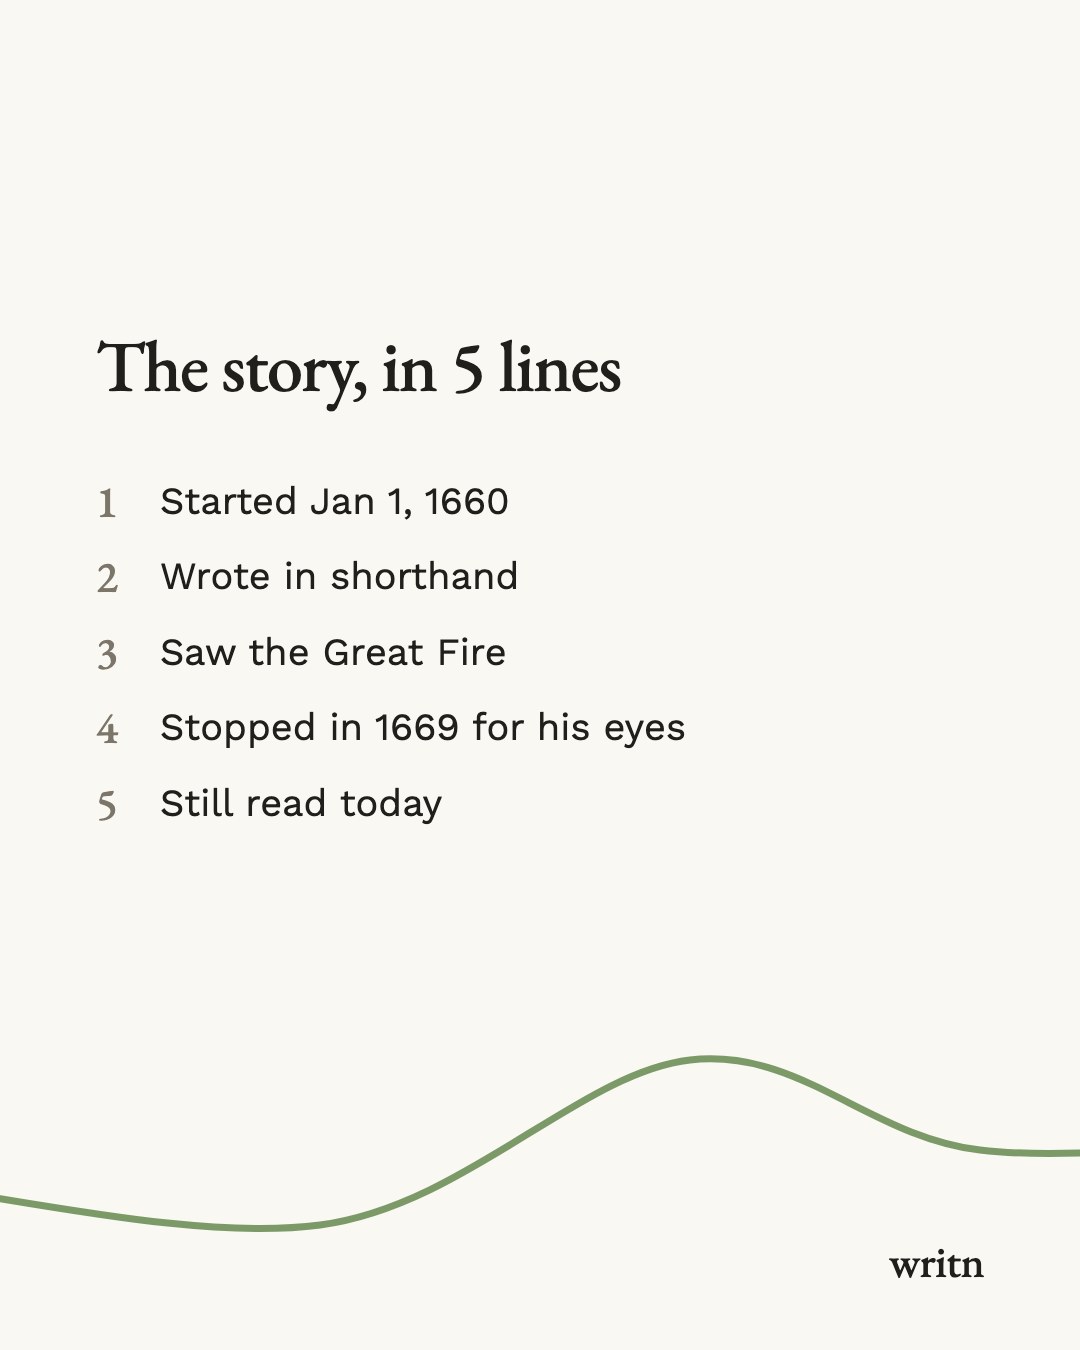 The story, in 5 lines
1 Started Jan 1, 1660
2 Wrote in shorthand
3 Saw the Great Fire
4 Stopped in 1669 for his eyes
5 Still read today
writn